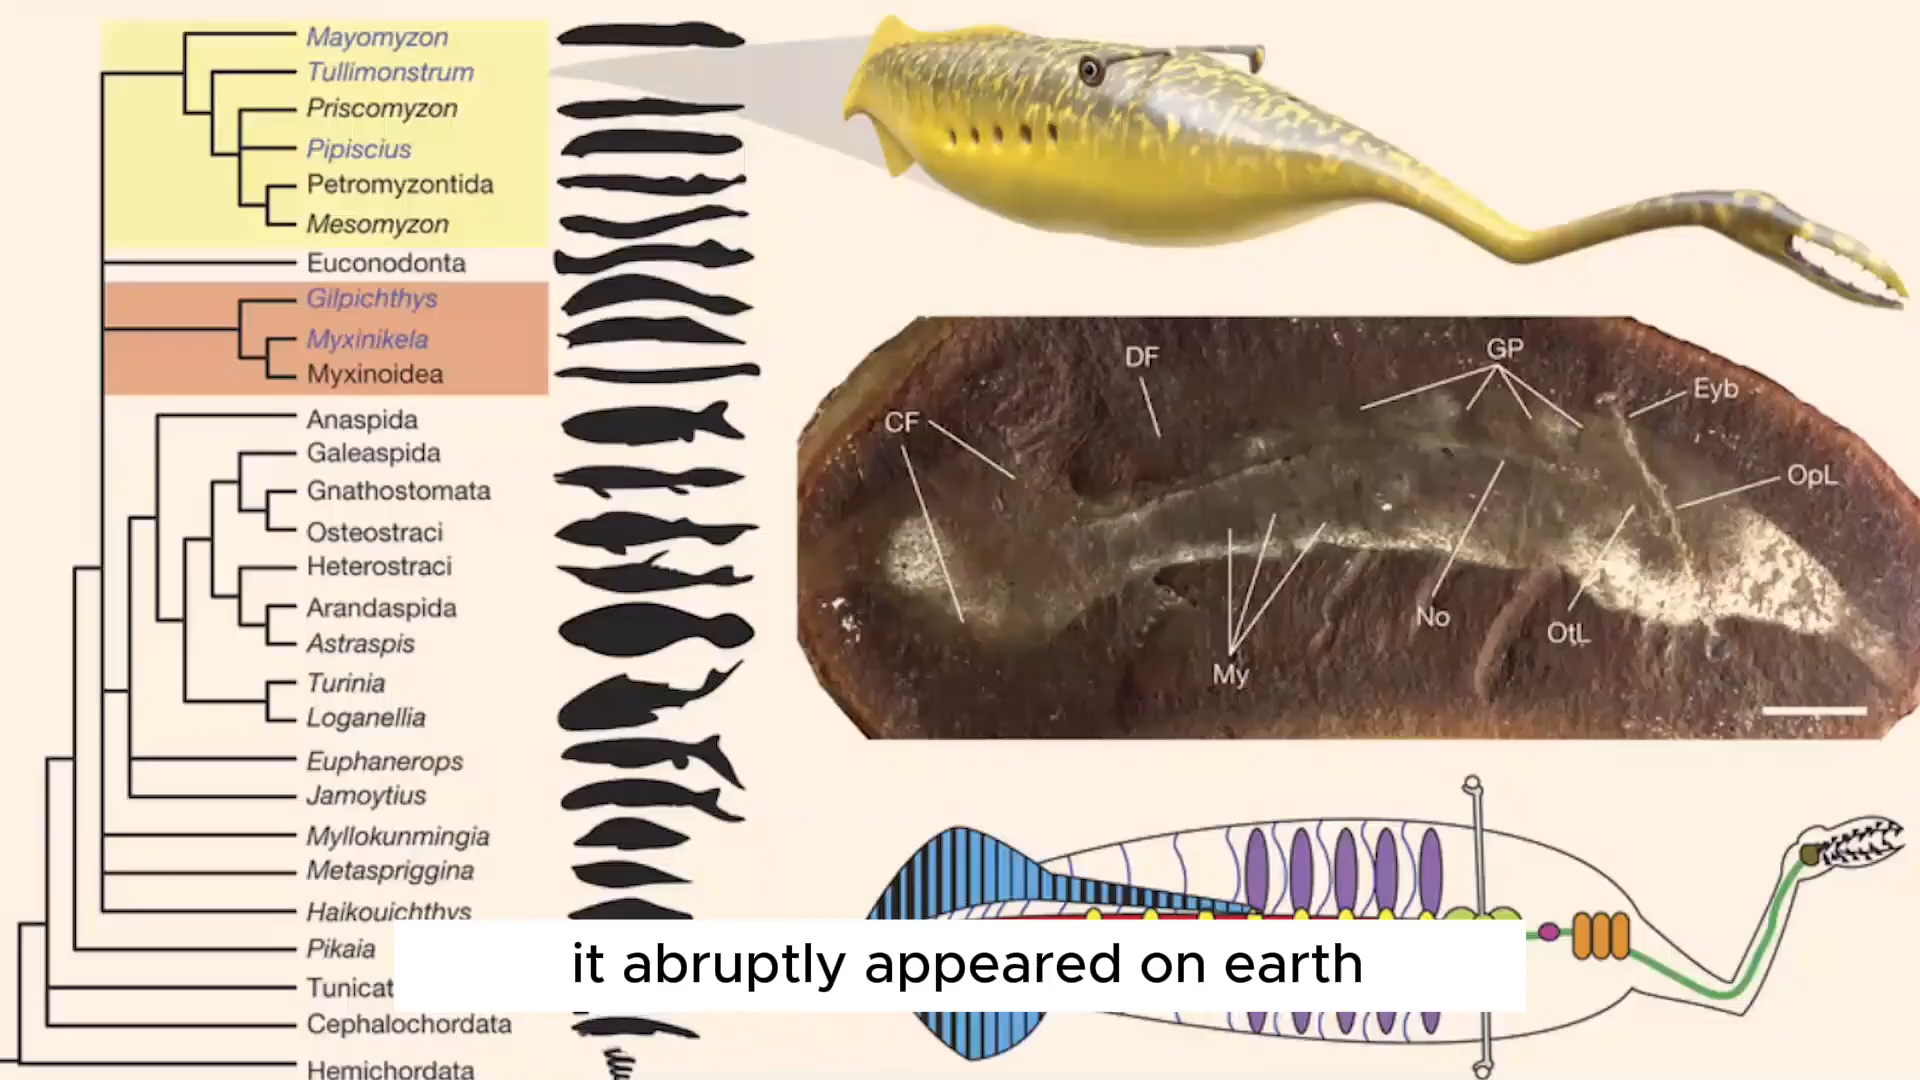 Mayomyzon
Tullimonstrum
Priscomyzon
Pipiscius
Petromyzontida
Mesomyzon
Euconodonta
Gilpichthys
Myxinikela
Myxinoidea
Anaspida
Galeaspida
Gnathostomata
Osteostraci
Heterostraci
Arandaspida
Astraspis
Turinia
Loganellia
Euphanerops
Jamoytius
Myllokunmingia
Metaspriggina
Haikouichthys
Pikaia
Tunicat
Cephalochordata
Hemichordata
DF
GP
Eyb
CF
OpL
No
OtL
My
it abruptly appeared on earth